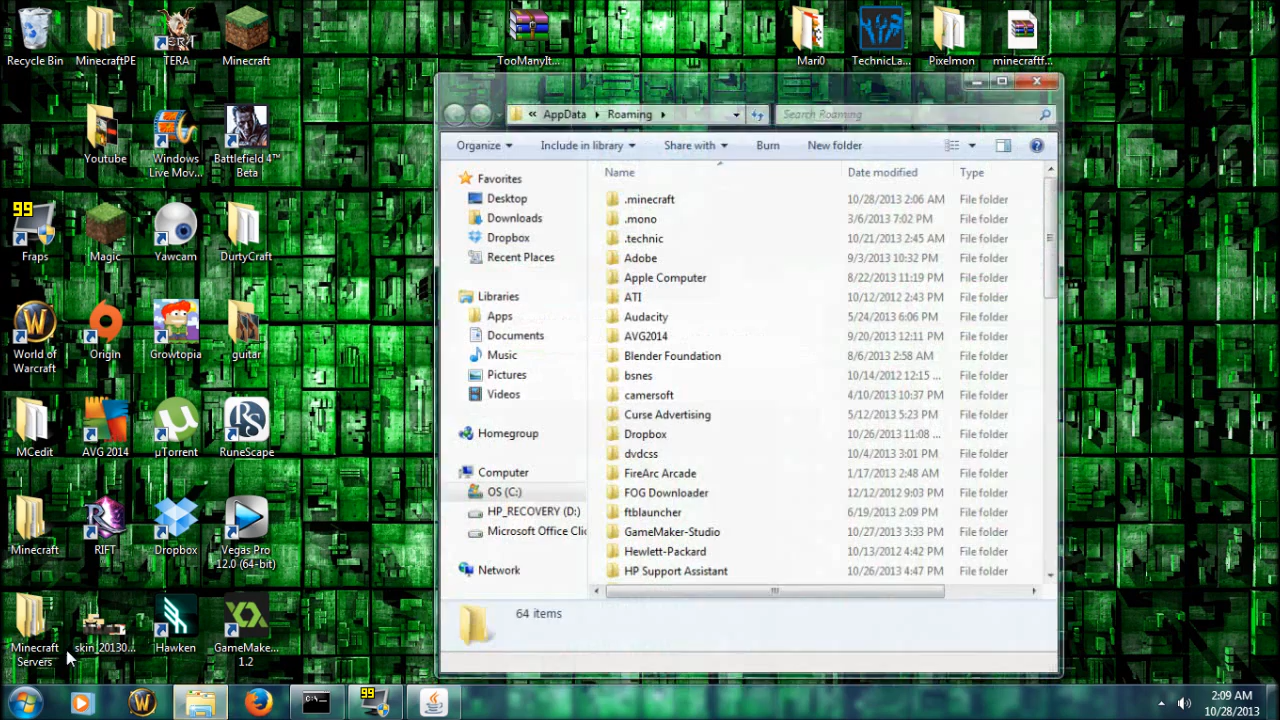 Recycle Bin
MinecraftPE
TERA
Minecraft
TooManyIt...
Mari0
TechnicLa...
Pixelmon
minecraftf...
Youtube
Windows
Live Mov...
Battlefield 4™
Beta
99
Fraps
Magic
Yawcam
DurtyCraft
World of
Warcraft
Origin
Growtopia
guitar
MCedit
AVG 2014
µTorrent
RS
RuneScape
Minecraft
RIFT
Dropbox
Vegas Pro
12.0 (64-bit)
Minecraft
Servers
skin_20130...
Hawken
GameMake...
1.2
« AppData
Roaming
Search Roaming
Organize
Include in library
Share with
Burn
New folder
Favorites
Desktop
Downloads
Dropbox
Recent Places
Libraries
Apps
Documents
Music
Pictures
Videos
Homegroup
Computer
OS (C:)
HP_RECOVERY (D:)
Microsoft Office Clic
Network
Name Date modified Type
.minecraft 10/28/2013 2:06 AM File folder
.mono 3/6/2013 7:02 PM File folder
.technic 10/21/2013 2:45 AM File folder
Adobe 9/3/2013 10:32 PM File folder
Apple Computer 8/22/2013 11:19 PM File folder
ATI 10/12/2012 2:43 PM File folder
Audacity 5/24/2013 6:06 PM File folder
AVG2014 9/20/2013 12:11 PM File folder
Blender Foundation 8/6/2013 2:58 AM File folder
bsnes 10/14/2012 12:15 ... File folder
camersoft 4/10/2013 10:37 PM File folder
Curse Advertising 5/12/2013 5:23 PM File folder
Dropbox 10/26/2013 11:08 ... File folder
dvdcss 10/4/2013 3:01 PM File folder
FireArc Arcade 1/17/2013 2:48 AM File folder
FOG Downloader 12/12/2012 9:03 PM File folder
ftblauncher 6/19/2013 2:09 PM File folder
GameMaker-Studio 10/27/2013 3:33 PM File folder
Hewlett-Packard 10/13/2012 4:42 PM File folder
HP Support Assistant 10/26/2013 4:47 PM File folder
64 items
99
2:09 AM
10/28/2013